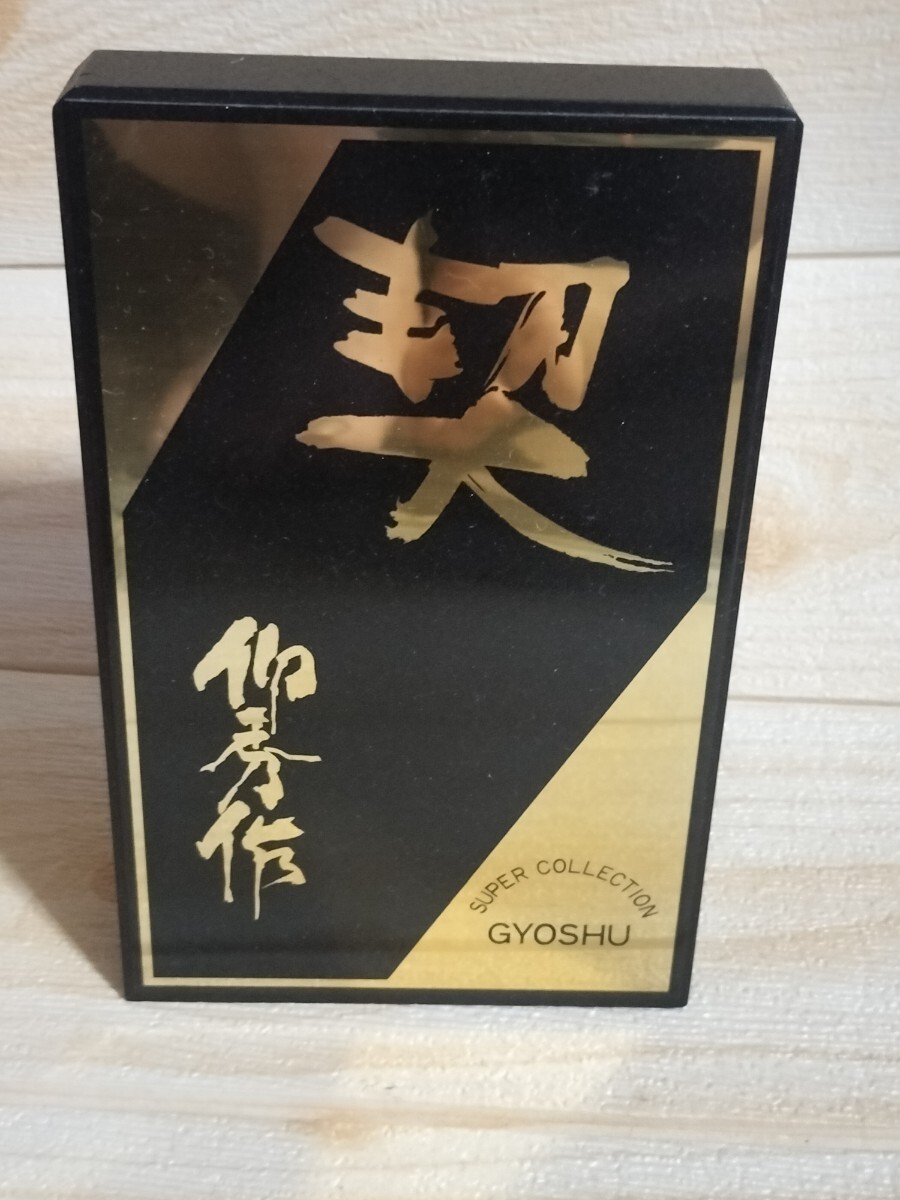 契
仰秀作
SUPER COLLECTION
GYOSHU